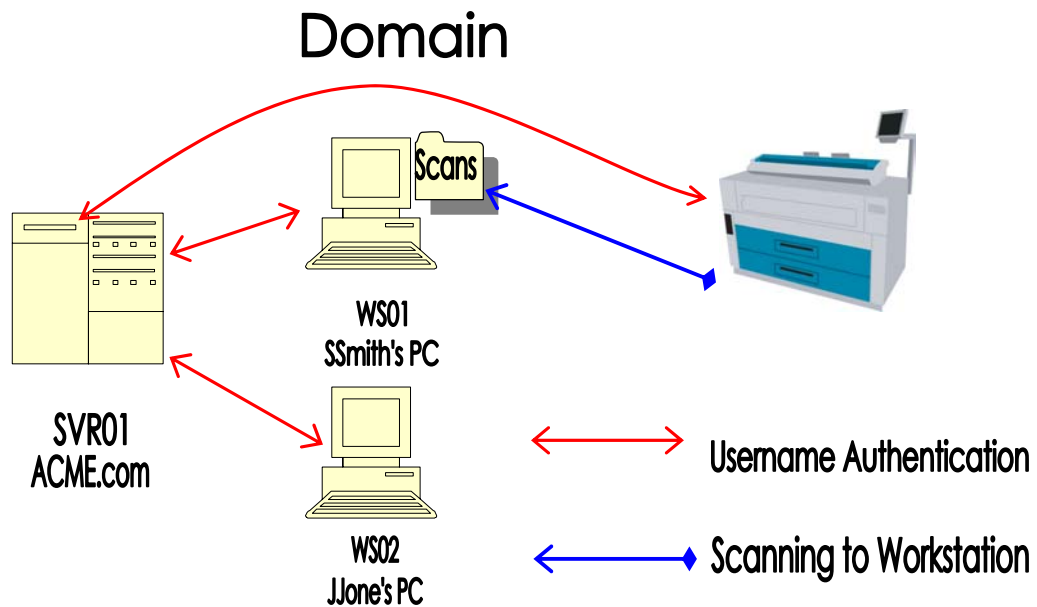 Domain
Scans
WS01
SSmith's PC
SVR01
ACME.com
WS02
JJone's PC
Username Authentication
Scanning to Workstation